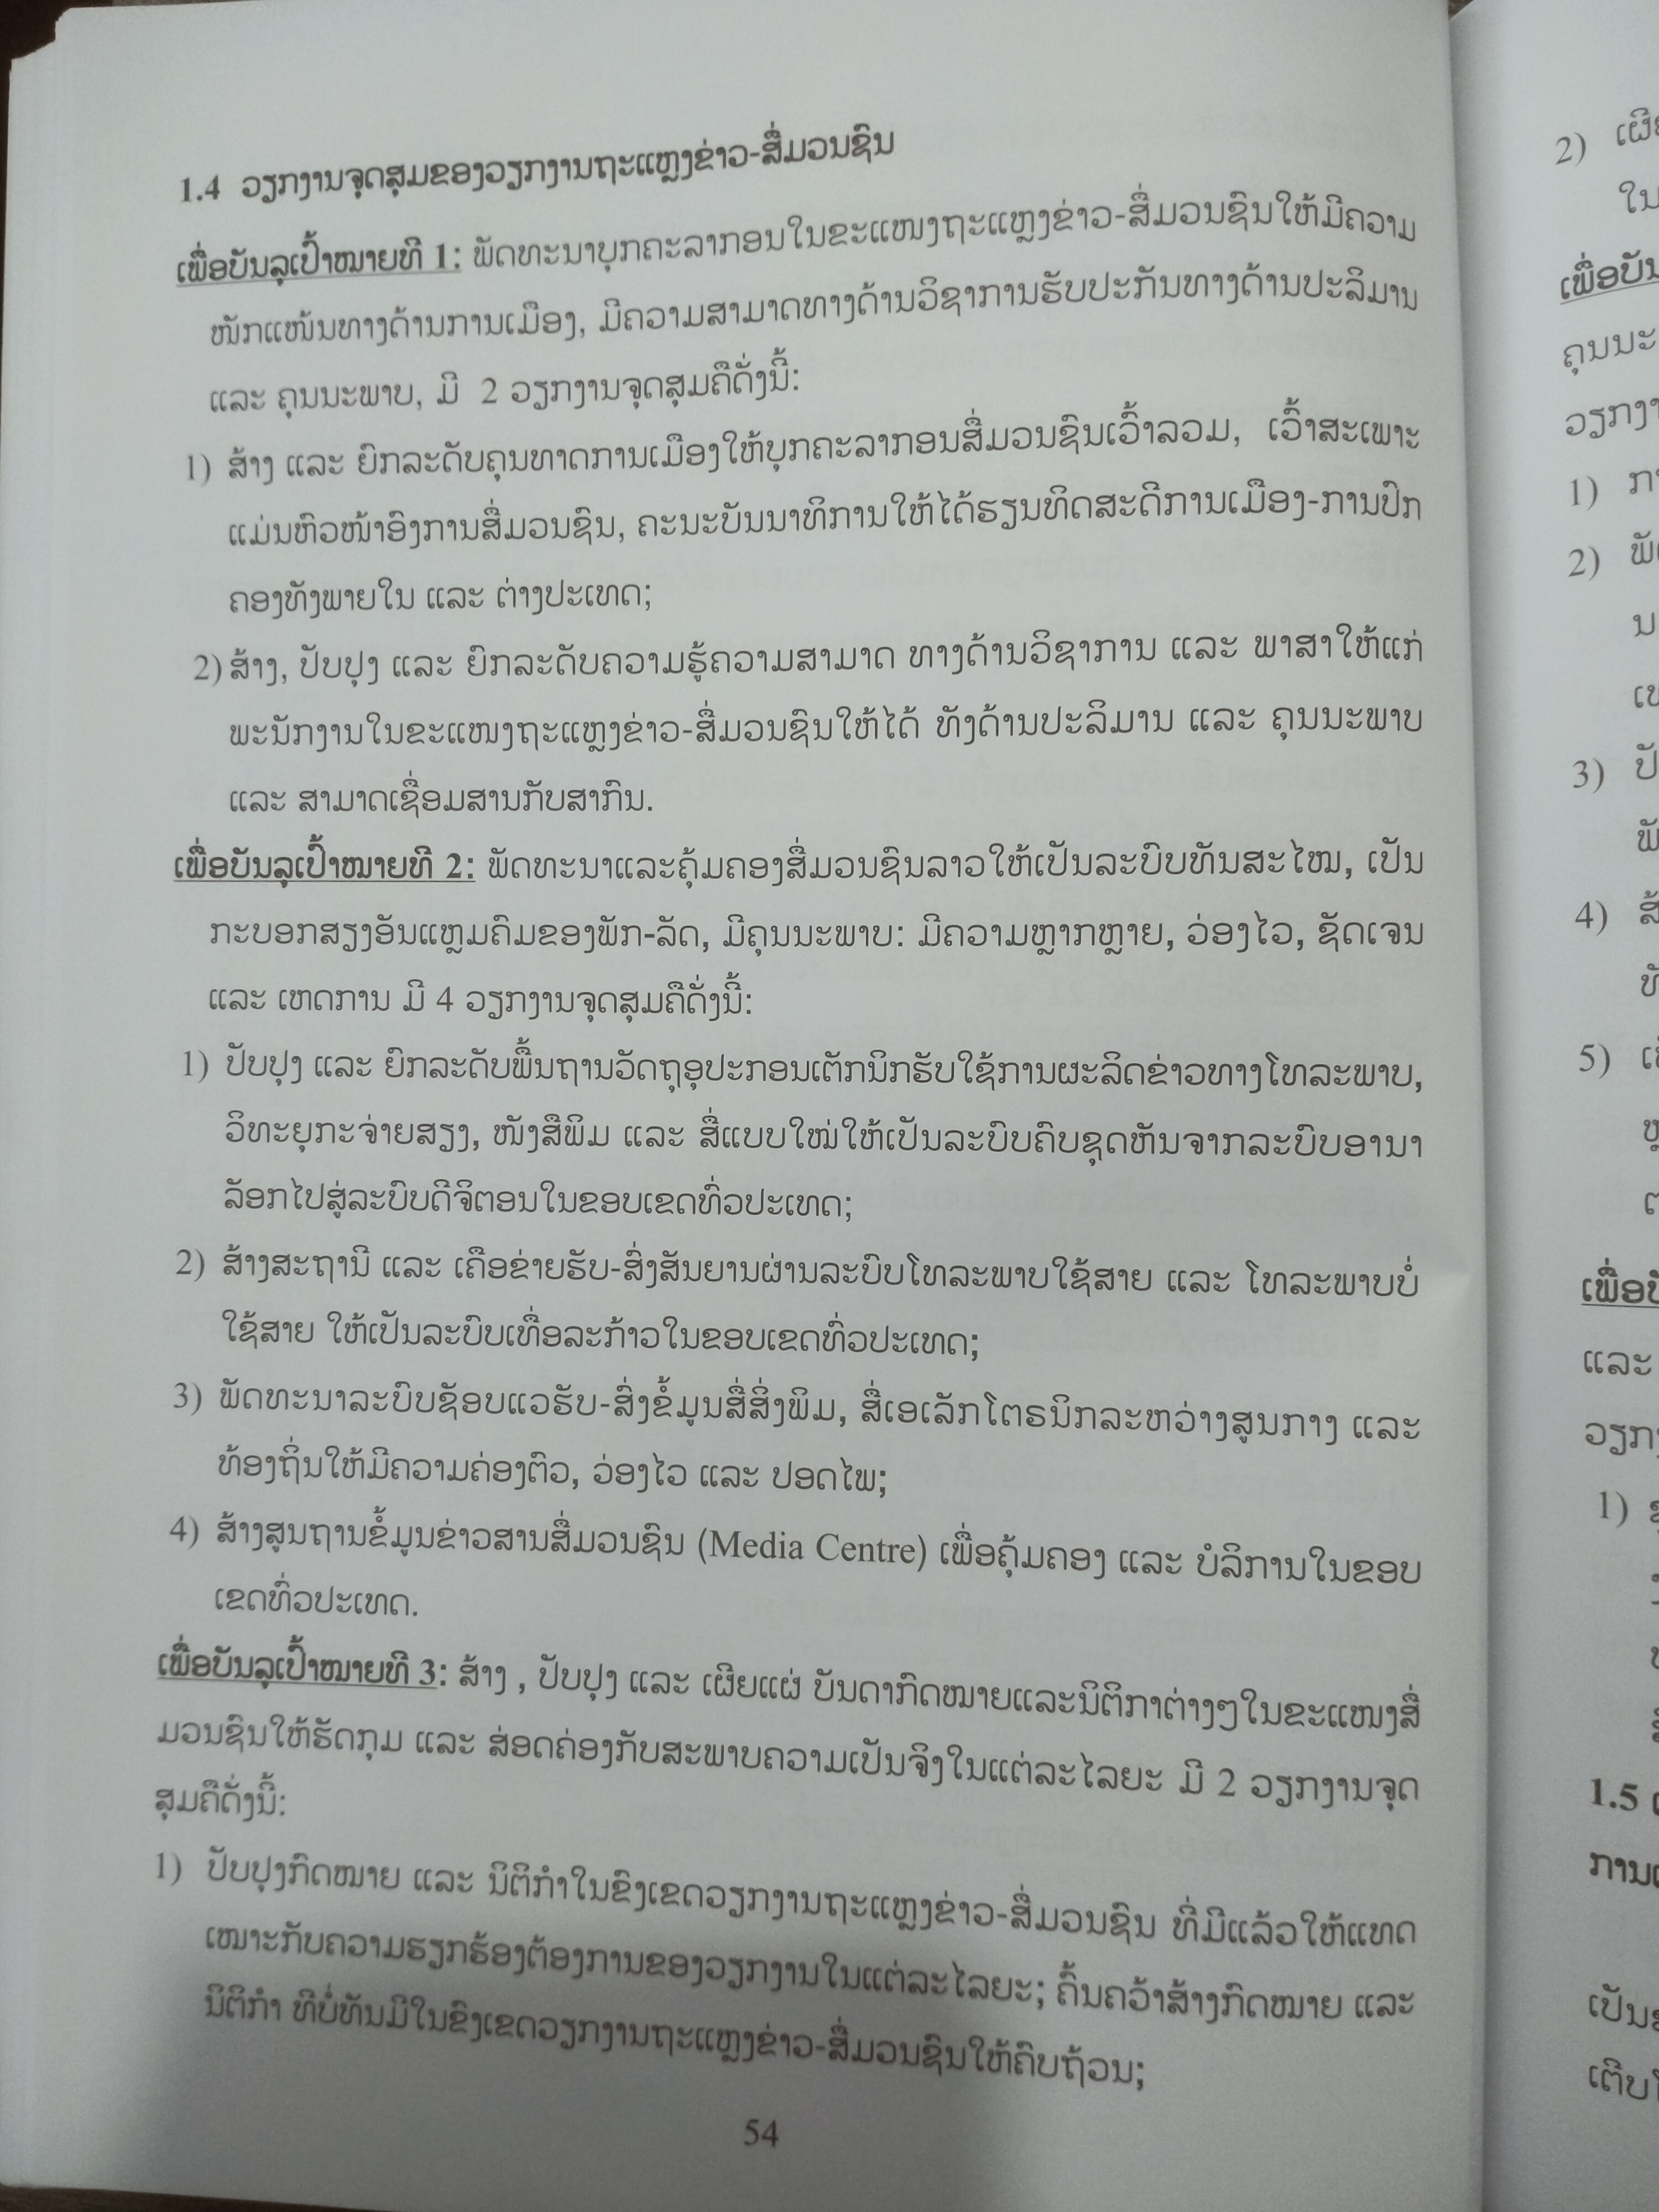 1.4 ວຽກງານຈຸດສຸມຂອງວຽກງານຖະແຫຼງຂ່າວ-ສື່ມວນຊົນ
ເພື່ອບັນລຸເປົ້າໝາຍທີ 1: ພັດທະນາບຸກຄະລາກອນໃນຂະແໜງຖະແຫຼງຂ່າວ-ສື່ມວນຊົນໃຫ້ມີຄວາມ
ໜັກແໜ້ນທາງດ້ານການເມືອງ, ມີຄວາມສາມາດທາງດ້ານວິຊາການຮັບປະກັນທາງດ້ານປະລິມານ
ແລະ ຄຸນນະພາບ, ມີ 2 ວຽກງານຈຸດສຸມຄືດັ່ງນີ້:
1) ສ້າງ ແລະ ຍົກລະດັບຄຸນທາດການເມືອງໃຫ້ບຸກຄະລາກອນສື່ມວນຊົນເວົ້າລວມ, ເວົ້າສະເພາະ
ແມ່ນຫົວໜ້າອົງການສື່ມວນຊົນ, ຄະນະບັນນາທິການໃຫ້ໄດ້ຮຽນທິດສະດີການເມືອງ-ການປົກ
ຄອງທັງພາຍໃນ ແລະ ຕ່າງປະເທດ;
2) ສ້າງ, ປັບປຸງ ແລະ ຍົກລະດັບຄວາມຮູ້ຄວາມສາມາດ ທາງດ້ານວິຊາການ ແລະ ພາສາໃຫ້ແກ່
ພະນັກງານໃນຂະແໜງຖະແຫຼງຂ່າວ-ສື່ມວນຊົນໃຫ້ໄດ້ ທັງດ້ານປະລິມານ ແລະ ຄຸນນະພາບ
ແລະ ສາມາດເຊື່ອມສານກັບສາກົນ.
ເພື່ອບັນລຸເປົ້າໝາຍທີ 2: ພັດທະນາແລະຄຸ້ມຄອງສື່ມວນຊົນລາວໃຫ້ເປັນລະບົບທັນສະໄໝ, ເປັນ
ກະບອກສຽງອັນແຫຼມຄົມຂອງພັກ-ລັດ, ມີຄຸນນະພາບ: ມີຄວາມຫຼາກຫຼາຍ, ວ່ອງໄວ, ຊັດເຈນ
ແລະ ເຫດການ ມີ 4 ວຽກງານຈຸດສຸມຄືດັ່ງນີ້:
1) ປັບປຸງ ແລະ ຍົກລະດັບພື້ນຖານວັດຖຸອຸປະກອນເຕັກນິກຮັບໃຊ້ການຜະລິດຂ່າວທາງໂທລະພາບ,
ວິທະຍຸກະຈ່າຍສຽງ, ໜັງສືພິມ ແລະ ສື່ແບບໃໝ່ໃຫ້ເປັນລະບົບຄົບຊຸດຫັນຈາກລະບົບອານາ
ລັອກໄປສູ່ລະບົບດີຈິຕອນໃນຂອບເຂດທົ່ວປະເທດ;
2) ສ້າງສະຖານີ ແລະ ເຄືອຂ່າຍຮັບ-ສົ່ງສັນຍານຜ່ານລະບົບໂທລະພາບໃຊ້ສາຍ ແລະ ໂທລະພາບບໍ່
ໃຊ້ສາຍ ໃຫ້ເປັນລະບົບເທື່ອລະກ້າວໃນຂອບເຂດທົ່ວປະເທດ;
3) ພັດທະນາລະບົບຊັອບແວຮັບ-ສົ່ງຂໍ້ມູນສື່ສິ່ງພິມ, ສື່ເອເລັກໂຕຣນິກລະຫວ່າງສູນກາງ ແລະ
ທ້ອງຖິ່ນໃຫ້ມີຄວາມຄ່ອງຕົວ, ວ່ອງໄວ ແລະ ປອດໄພ;
4) ສ້າງສູນຖານຂໍ້ມູນຂ່າວສານສື່ມວນຊົນ (Media Centre) ເພື່ອຄຸ້ມຄອງ ແລະ ບໍລິການໃນຂອບ
ເຂດທົ່ວປະເທດ.
ເພື່ອບັນລຸເປົ້າໝາຍທີ 3: ສ້າງ , ປັບປຸງ ແລະ ເຜີຍແຜ່ ບັນດາກົດໝາຍແລະນິຕິກາຕ່າງໆໃນຂະແໜງສື່
ມວນຊົນໃຫ້ຮັດກຸມ ແລະ ສ່ອດຄ່ອງກັບສະພາບຄວາມເປັນຈິງໃນແຕ່ລະໄລຍະ ມີ 2 ວຽກງານຈຸດ
ສຸມຄືດັ່ງນີ້:
1) ປັບປຸງກົດໝາຍ ແລະ ນິຕິກຳໃນຂົງເຂດວຽກງານຖະແຫຼງຂ່າວ-ສື່ມວນຊົນ ທີ່ມີແລ້ວໃຫ້ແທດ
ເໝາະກັບຄວາມຮຽກຮ້ອງຕ້ອງການຂອງວຽກງານໃນແຕ່ລະໄລຍະ; ຄົ້ນຄວ້າສ້າງກົດໝາຍ ແລະ
ນິຕິກຳ ທີບໍ່ທັນມີໃນຂົງເຂດວຽກງານຖະແຫຼງຂ່າວ-ສື່ມວນຊົນໃຫ້ຄົບຖ້ວນ;
54
2)
ໃນ
ຄຸນນະ
1)
2)
3)
4)
5)
ແລະ
1)
1.5